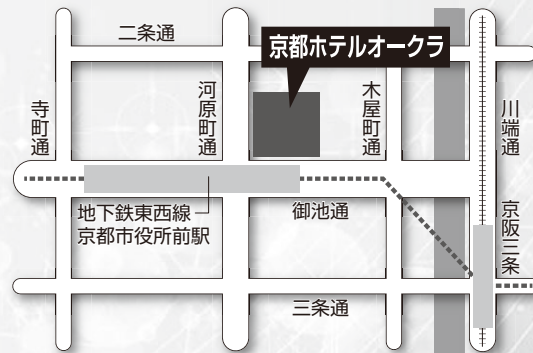 二条通
京都ホテルオークラ
寺町通
河原町通
木屋町通
川端通
地下鉄東西線
京都市役所前駅
御池通
京阪三条
三条通